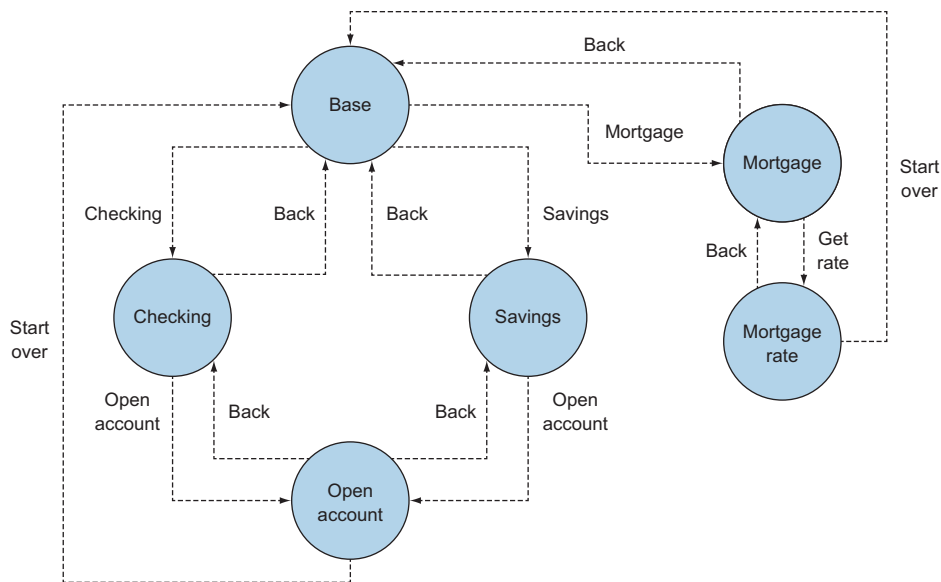 Back
Base
Mortgage
Mortgage
Start
over
Checking
Back
Back
Savings
Back
Get
rate
Checking
Savings
Start
over
Mortgage
rate
Open
account
Back
Back
Open
account
Open
account